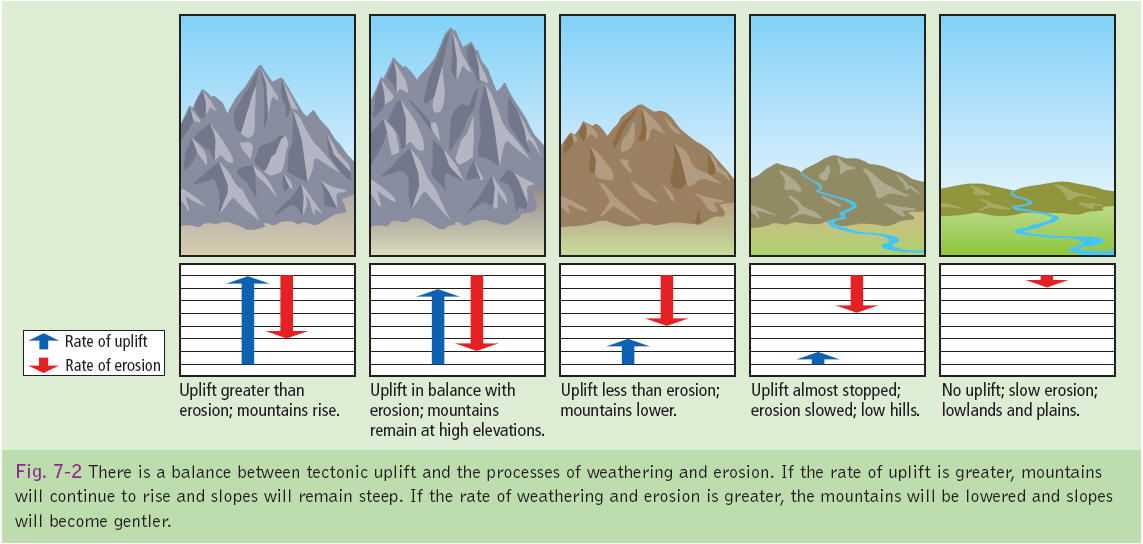 Rate of uplift
Rate of erosion
Uplift greater than
erosion; mountains rise.
Uplift in balance with
erosion; mountains
remain at high elevations.
Uplift less than erosion;
mountains lower.
Uplift almost stopped;
erosion slowed; low hills.
No uplift; slow erosion;
lowlands and plains.
Fig. 7-2 There is a balance between tectonic uplift and the processes of weathering and erosion. If the rate of uplift is greater, mountains
will continue to rise and slopes will remain steep. If the rate of weathering and erosion is greater, the mountains will be lowered and slopes
will become gentler.